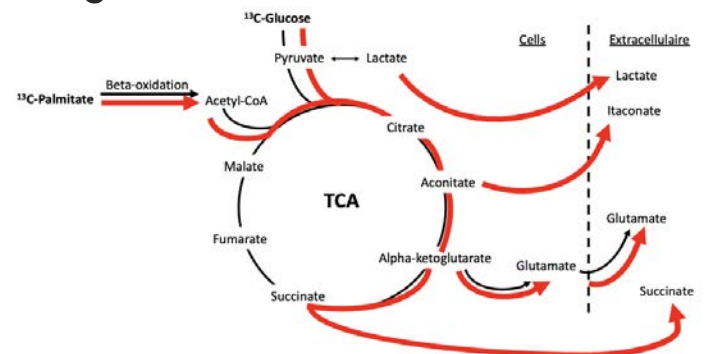 ¹³C-Glucose
Cells
Extracellulaire
Pyruvate
Lactate
Lactate
Beta-oxidation
¹³C-Palmitate
Acetyl-CoA
Itaconate
Citrate
Malate
Aconitate
TCA
Glutamate
Fumarate
Alpha-ketoglutarate
Glutamate
Succinate
Succinate